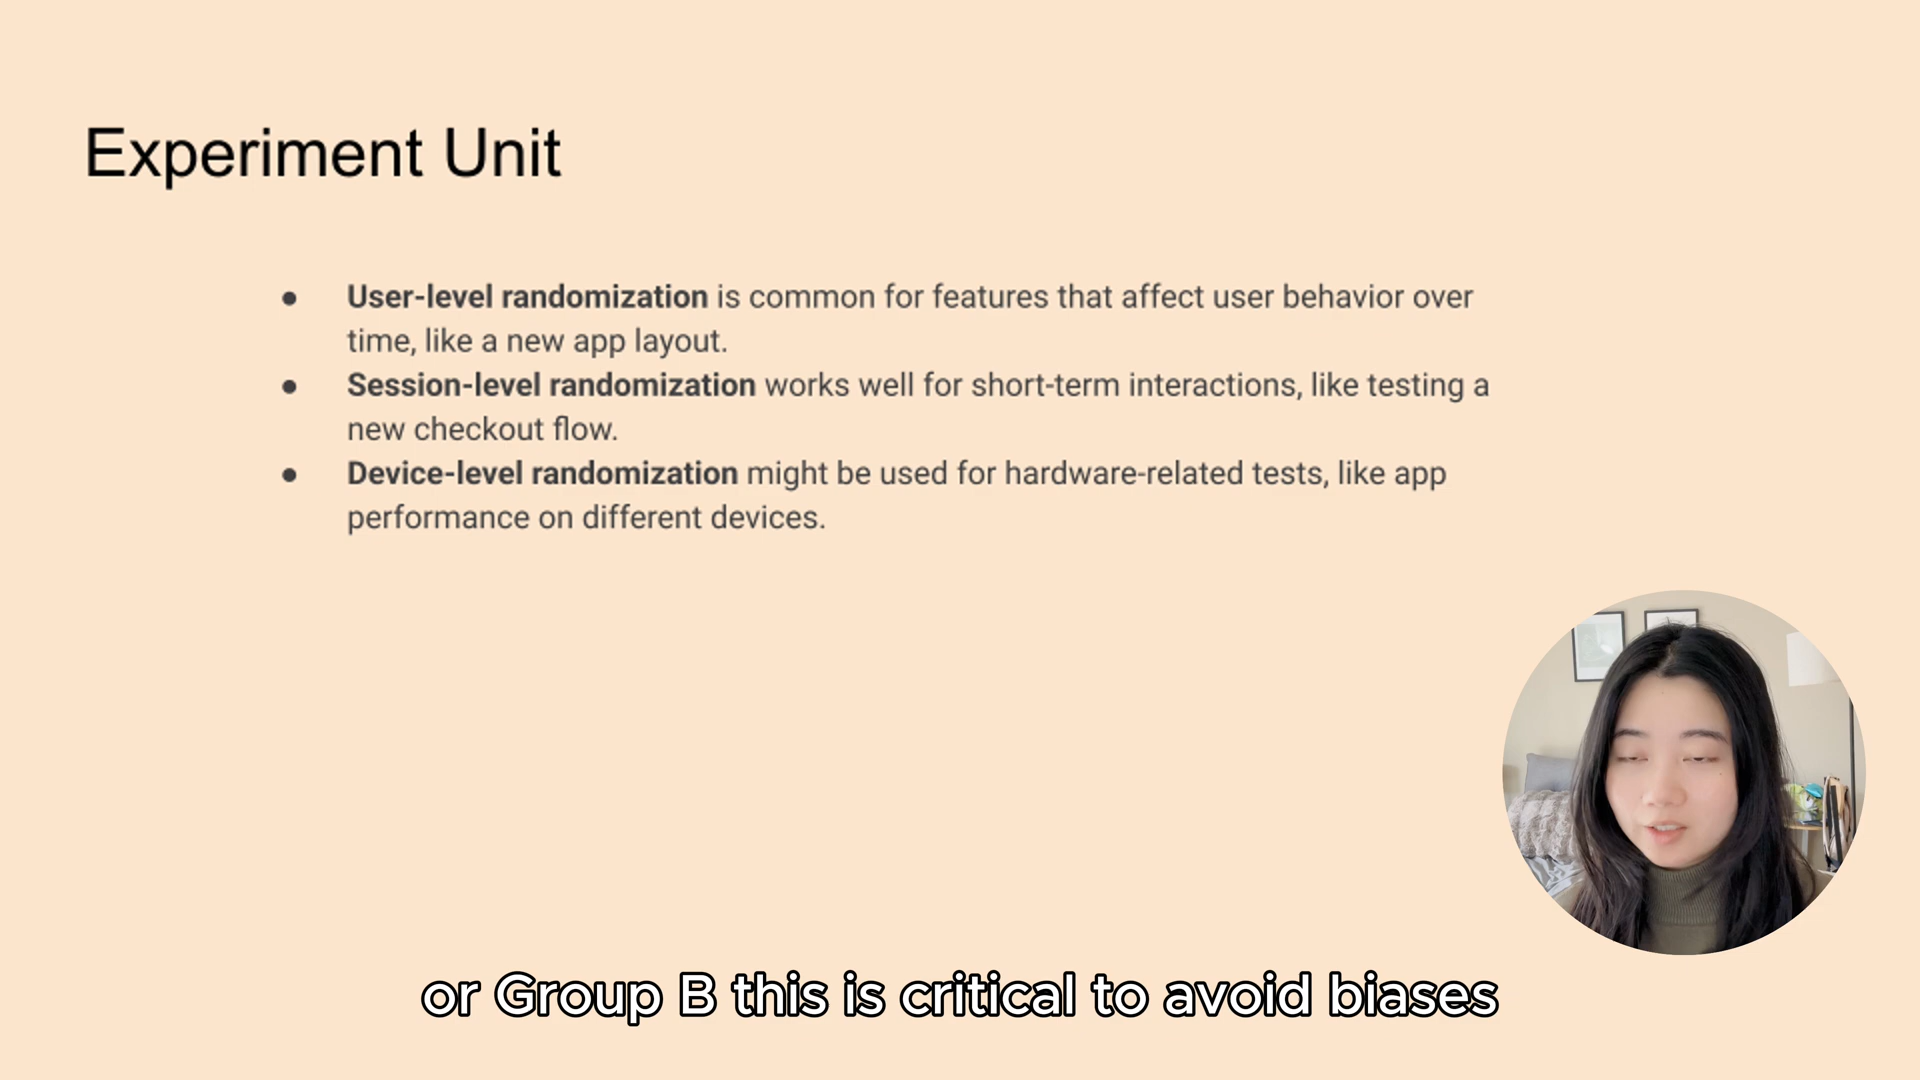 Experiment Unit
● User-level randomization is common for features that affect user behavior over
time, like a new app layout.
● Session-level randomization works well for short-term interactions, like testing a
new checkout flow.
● Device-level randomization might be used for hardware-related tests, like app
performance on different devices.
or Group B this is critical to avoid biases